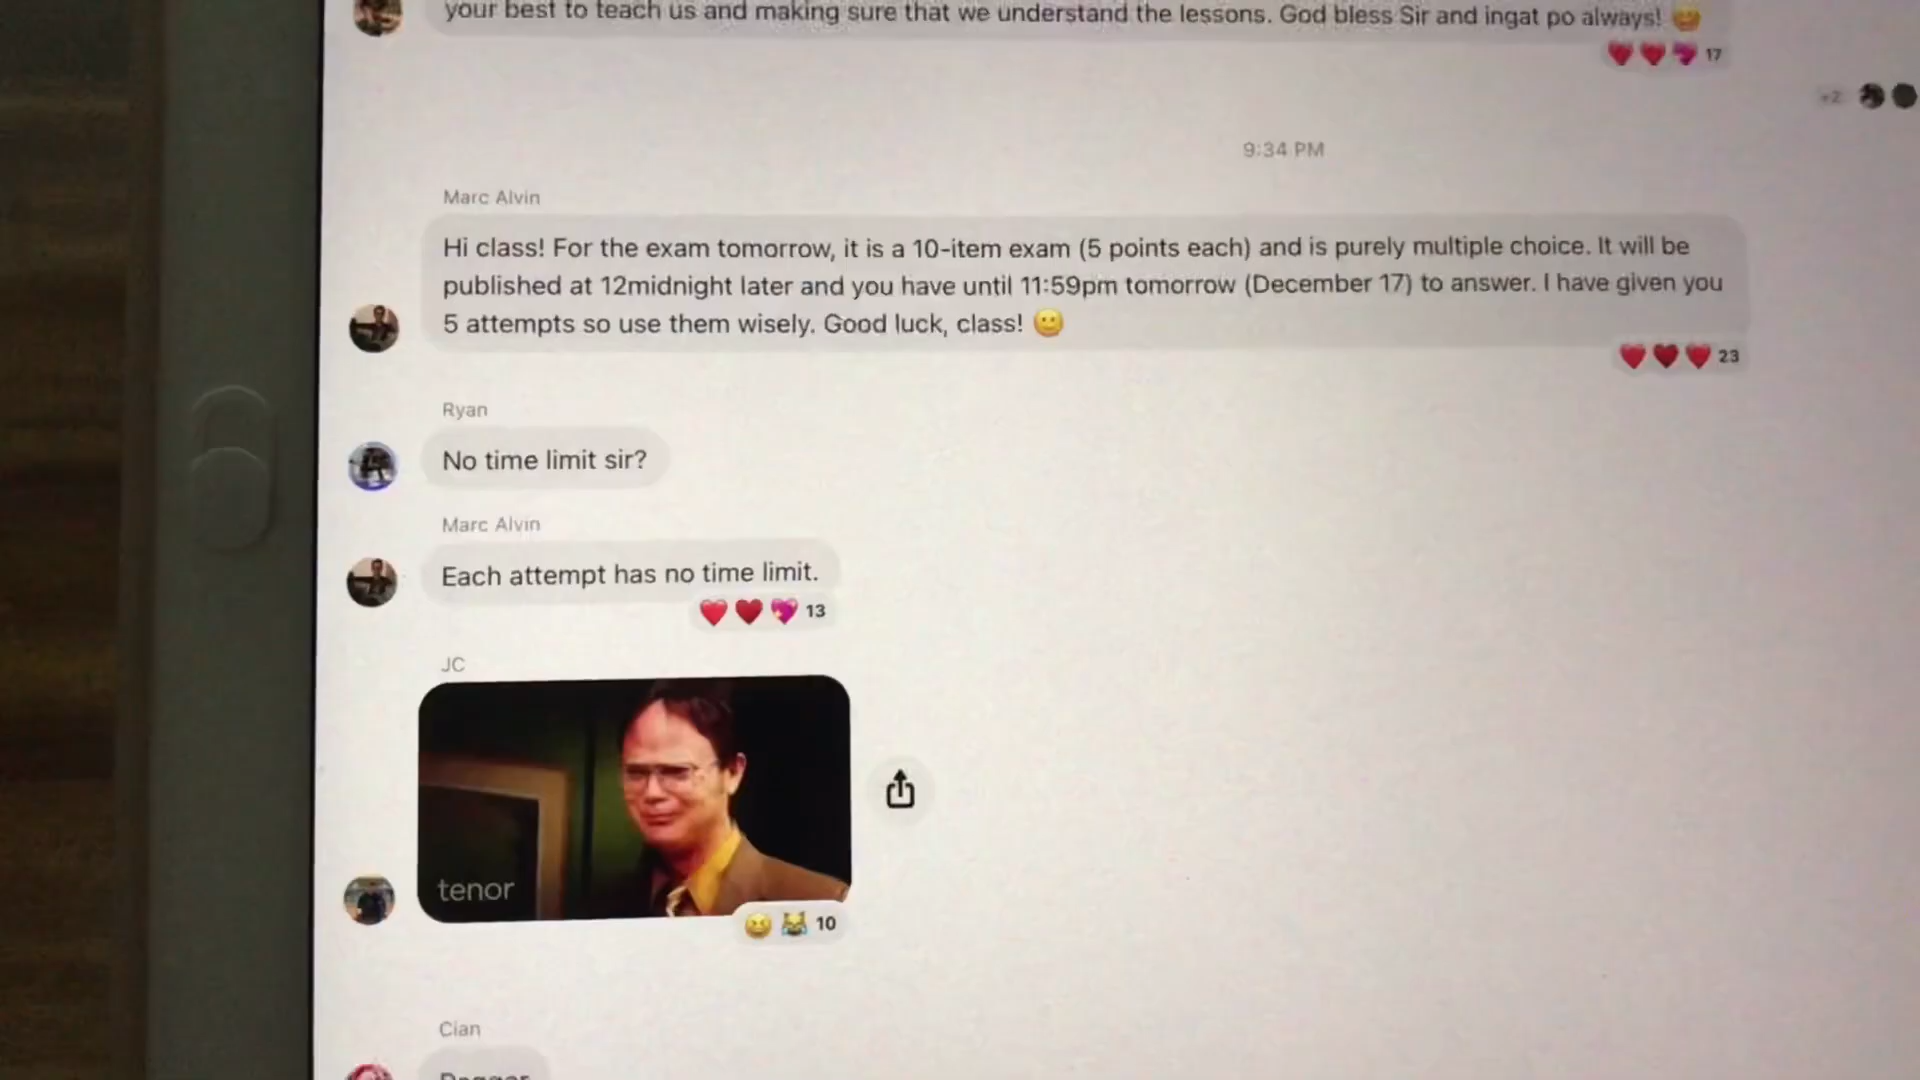 your best to teach us and making sure that we understand the lessons. God bless Sir and ingat po always! 😊
❤️ ❤️ 💖 17
+2
9:34 PM
Marc Alvin
Hi class! For the exam tomorrow, it is a 10-item exam (5 points each) and is purely multiple choice. It will be
published at 12midnight later and you have until 11:59pm tomorrow (December 17) to answer. I have given you
5 attempts so use them wisely. Good luck, class! 🙂
❤️ ❤️ ❤️ 23
Ryan
No time limit sir?
Marc Alvin
Each attempt has no time limit.
❤️ ❤️ 💖 13
JC
tenor
😆 😹 10
Cian